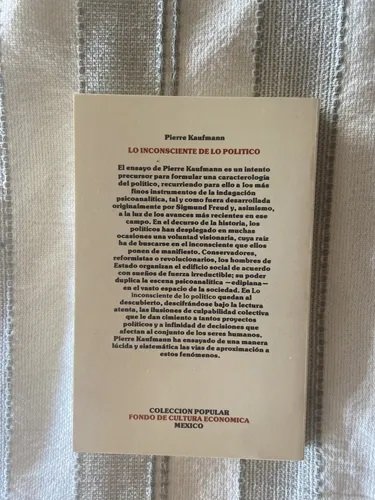 Pierre Kaufmann
LO INCONSCIENTE DE LO POLITICO
El ensayo de Pierre Kaufmann es un intento
precursor para formular una caracterología
del político, recurriendo para ello a los más
finos instrumentos de la indagación
psicoanalítica, tal y como fuera desarrollada
originalmente por Sigmund Freud y, asimismo,
a la luz de los avances más recientes en ese
campo. En el decurso de la historia, los
políticos han desplegado en muchas
ocasiones una voluntad visionaria, cuya raíz
ha de buscarse en el inconsciente que ellos
ponen de manifiesto. Conservadores,
reformistas o revolucionarios, los hombres de
Estado organizan el edificio social de acuerdo
con sueños de fuerza irreductible; su poder
duplica la escena psicoanalítica —edipiana—
en el vasto espacio de la sociedad. En Lo
inconsciente de lo político quedan al
descubierto, descifrándose bajo la lectura
atenta, las ilusiones de culpabilidad colectiva
que le dan cimiento a tantos proyectos
políticos y a infinidad de decisiones que
afectan al conjunto de los seres humanos.
Pierre Kaufmann ha ensayado de una manera
lúcida y sistemática las vías de aproximación a
estos fenómenos.
COLECCION POPULAR
FONDO DE CULTURA ECONOMICA
MEXICO